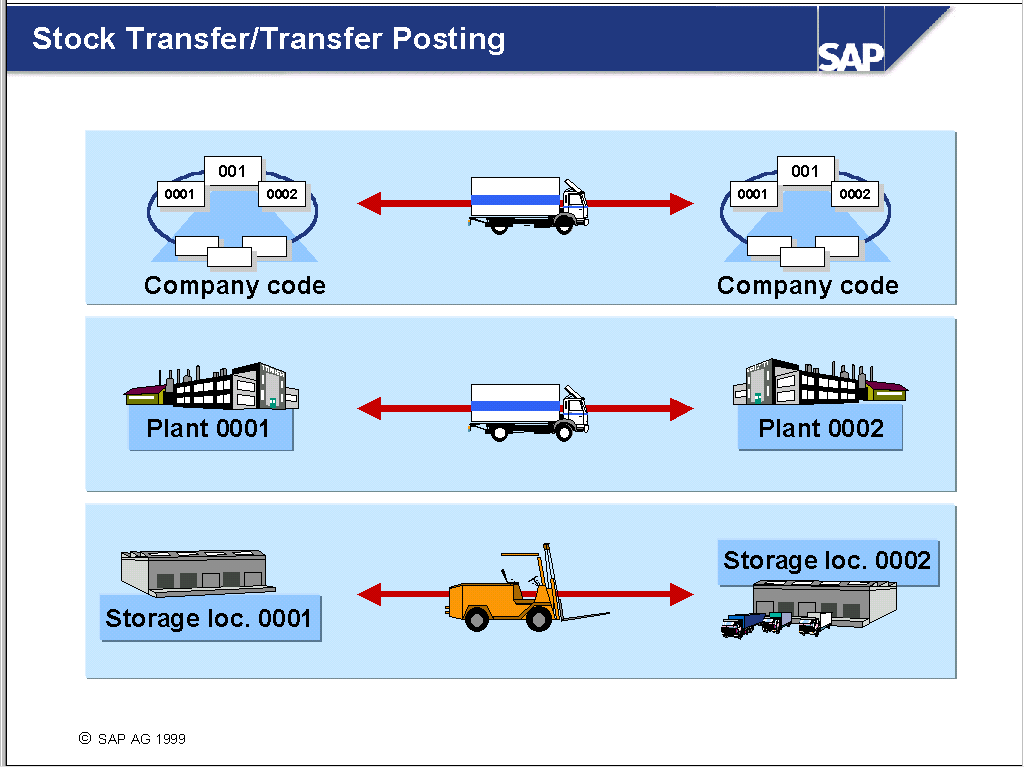 Stock Transfer/Transfer Posting
SAP
001
0001
0002
Company code
001
0001
0002
Company code
Plant 0001
Plant 0002
Storage loc. 0001
Storage loc. 0002
© SAP AG 1999